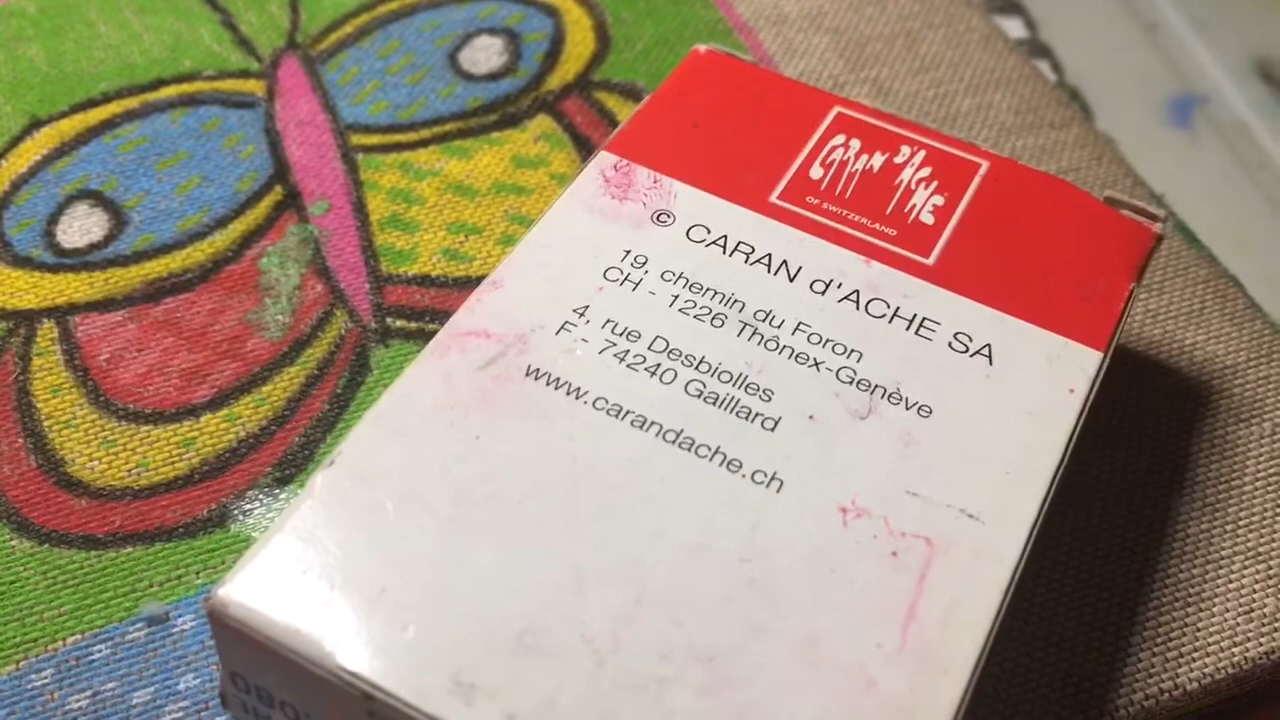 CARAN D'ACHE
OF SWITZERLAND
© CARAN d'ACHE SA
19, chemin du Foron
CH - 1226 Thônex-Genève
4, rue Desbiolles
F - 74240 Gaillard
www.carandache.ch